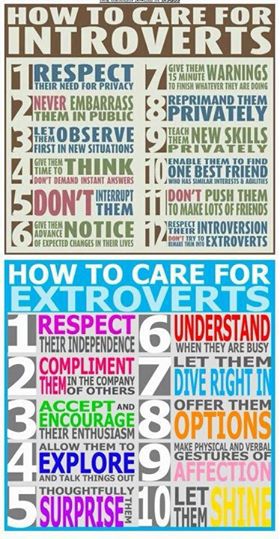 HOW TO CARE FOR
INTROVERTS
1 RESPECT
THEIR NEED FOR PRIVACY
2 NEVER EMBARRASS
THEM IN PUBLIC
3 LET THEM OBSERVE
FIRST IN NEW SITUATIONS
4 GIVE THEM TIME TO THINK
DON'T DEMAND INSTANT ANSWERS
5 DON'T INTERRUPT
THEM
6 GIVE THEM ADVANCE NOTICE
OF EXPECTED CHANGES IN THEIR LIVES
7 GIVE THEM 15 MINUTE WARNINGS
TO FINISH WHATEVER THEY ARE DOING
8 REPRIMAND THEM
PRIVATELY
9 TEACH THEM NEW SKILLS
PRIVATELY
10 ENABLE THEM TO FIND
ONE BEST FRIEND
WHO HAS SIMILAR INTERESTS & ABILITIES
11 DON'T PUSH THEM
TO MAKE LOTS OF FRIENDS
12 RESPECT THEIR INTROVERSION
DON'T TRY TO REMAKE THEM INTO EXTROVERTS
HOW TO CARE FOR
EXTROVERTS
1 RESPECT
THEIR INDEPENDENCE
2 COMPLIMENT
THEM IN THE COMPANY
OF OTHERS
3 ACCEPT AND
ENCOURAGE
THEIR ENTHUSIASM
4 ALLOW THEM TO
EXPLORE
AND TALK THINGS OUT
5 THOUGHTFULLY
SURPRISE THEM
6 UNDERSTAND
WHEN THEY ARE BUSY
7 LET THEM
DIVE RIGHT IN
8 OFFER THEM
OPTIONS
9 MAKE PHYSICAL AND VERBAL
GESTURES OF
AFFECTION
10 LET THEM SHINE